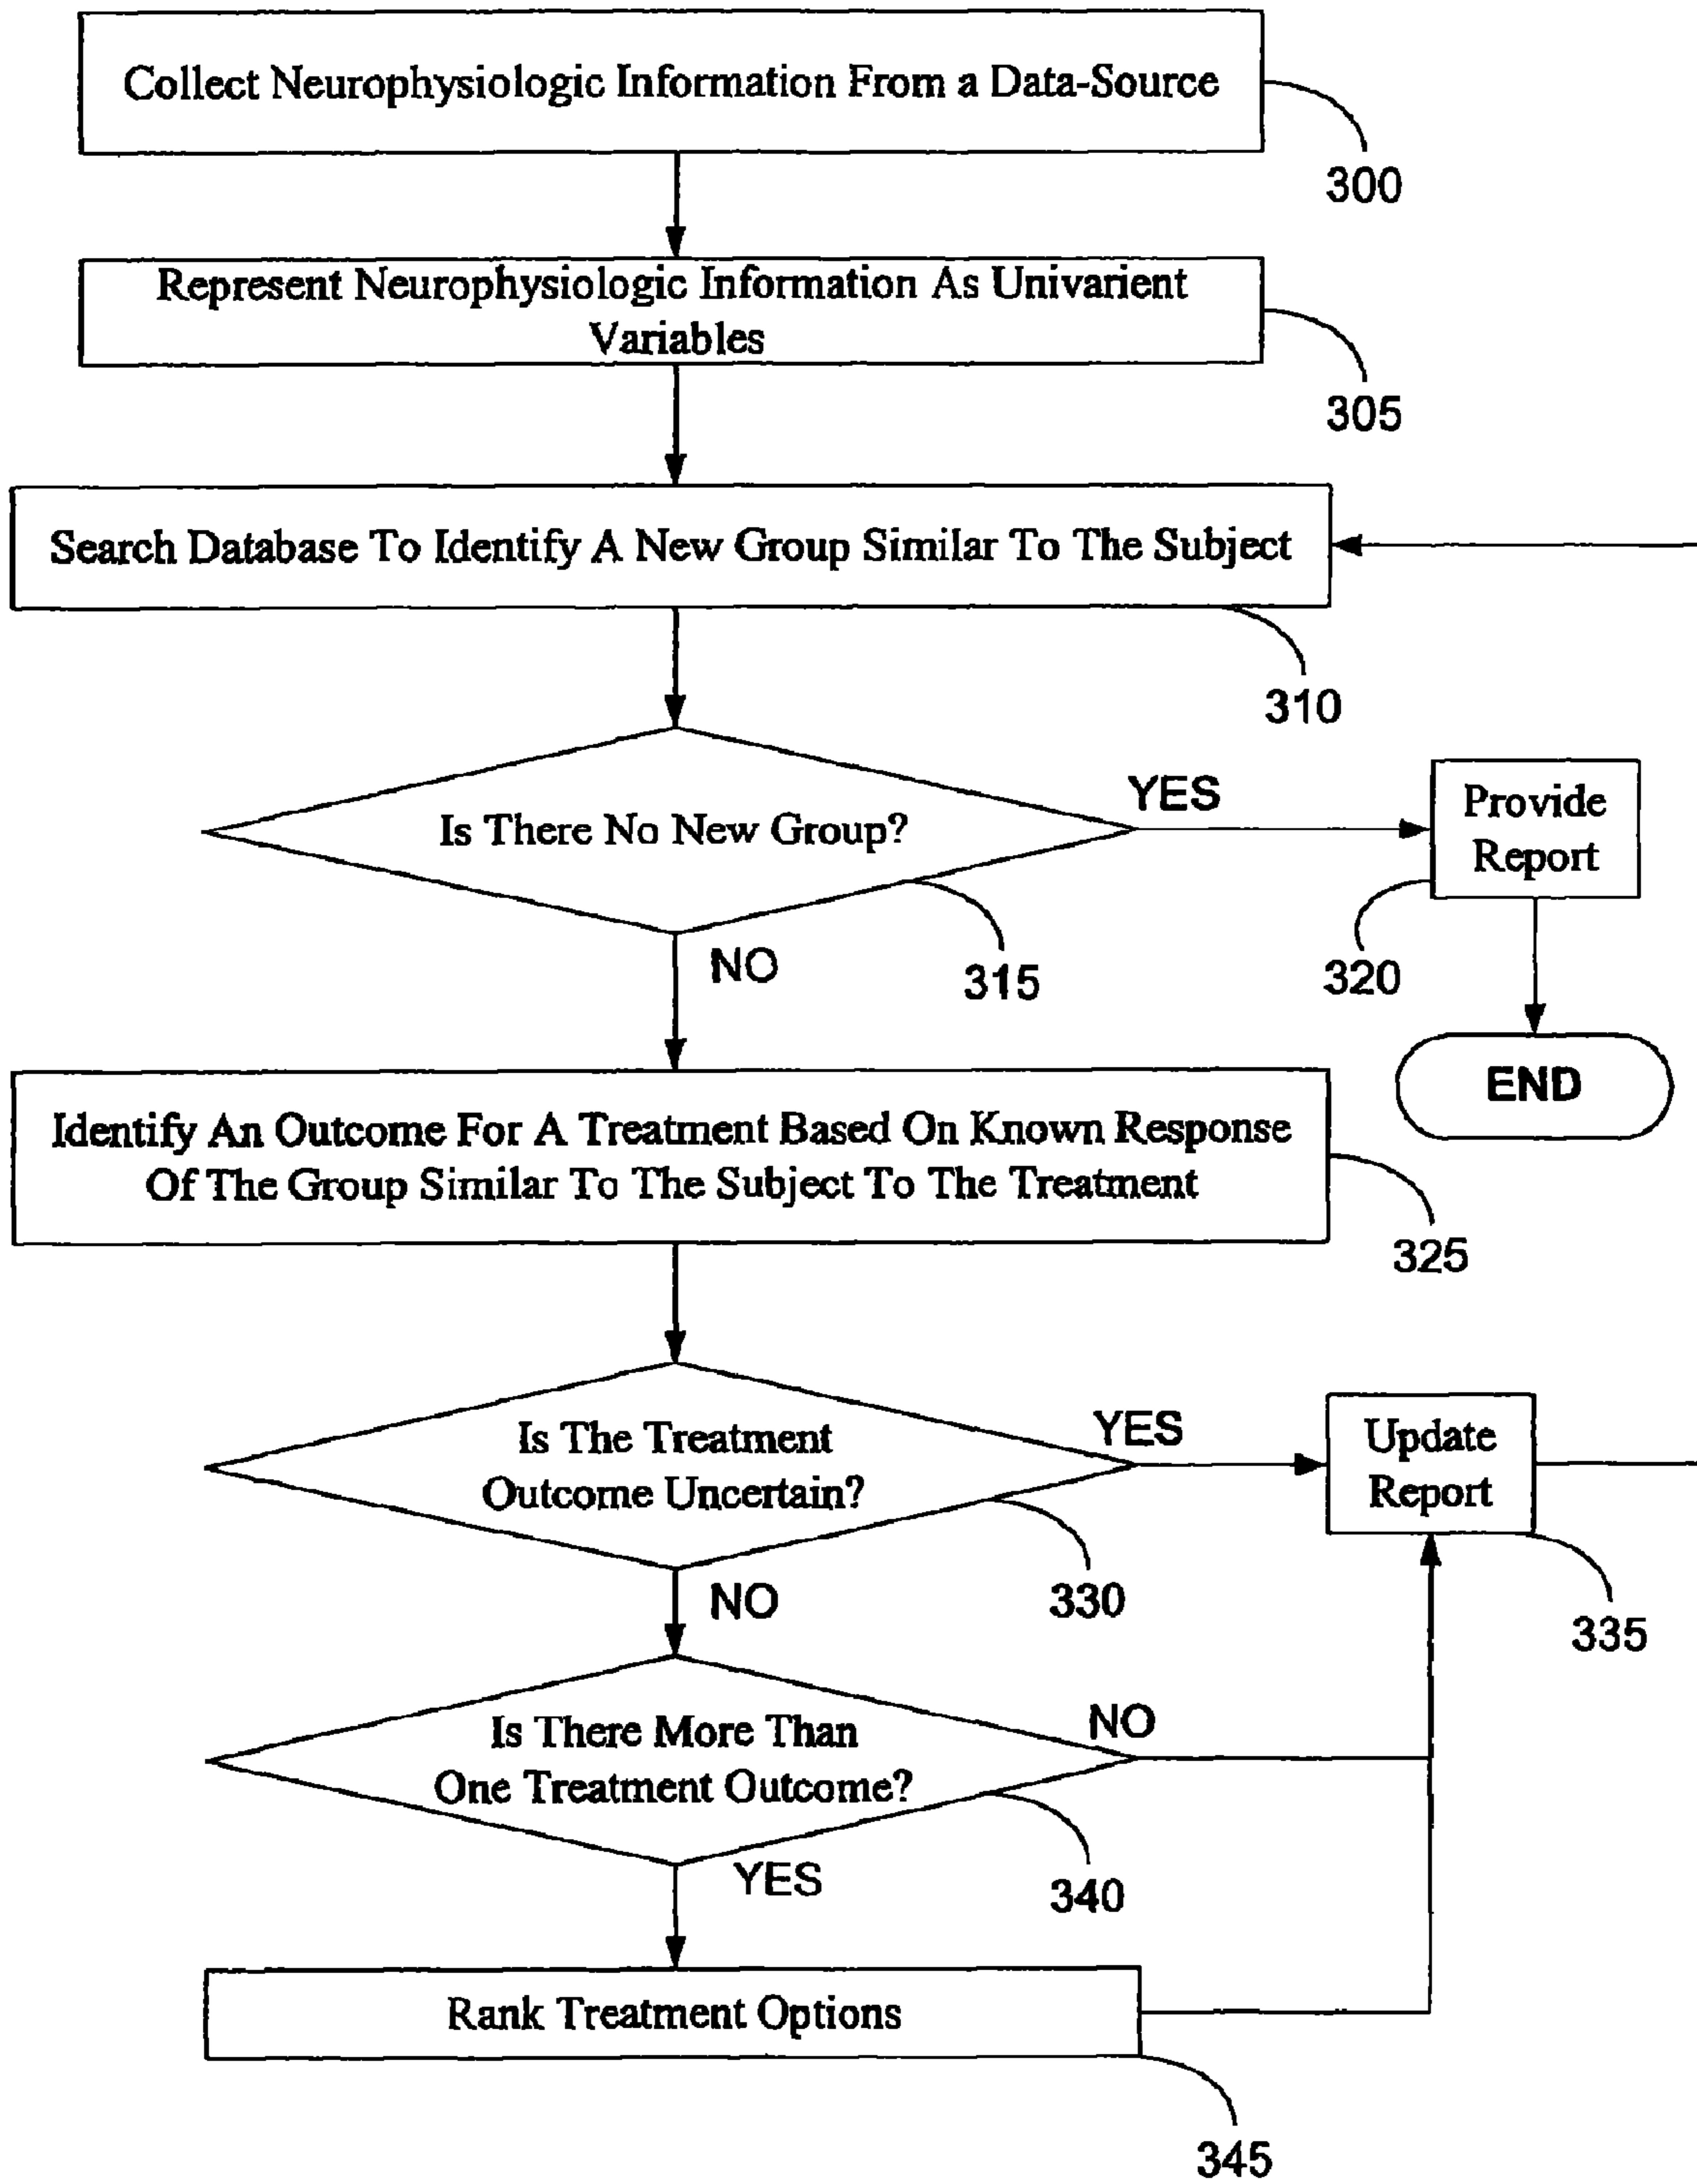 Collect Neurophysiologic Information From a Data-Source
300
Represent Neurophysiologic Information As Univarient
Variables
305
Search Database To Identify A New Group Similar To The Subject
310
Is There No New Group?
315
YES
NO
Provide
Report
320
END
Identify An Outcome For A Treatment Based On Known Response
Of The Group Similar To The Subject To The Treatment
325
Is The Treatment
Outcome Uncertain?
330
YES
NO
Update
Report
335
Is There More Than
One Treatment Outcome?
340
NO
YES
Rank Treatment Options
345